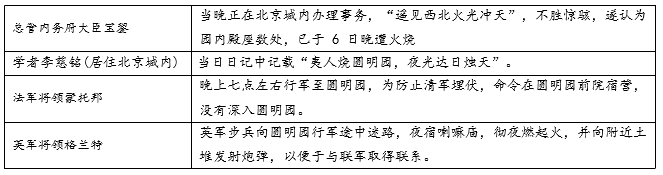 总管内务府大臣宝鋆
当晚正在北京城内办理事务，“遥见西北火光冲天”，不胜惊骇，遂认为
园内殿座数处，已于 6 日晚遭火烧
学者李慈铭(居住北京城内)
当日日记中记载“夷人烧圆明园，夜光达日烛天”。
法军将领蒙托邦
晚上七点左右行军至圆明园，为防止清军埋伏，命令在圆明园前院宿营，
没有深入圆明园。
英军将领格兰特
英军步兵向圆明园行军途中迷路，夜宿喇嘛庙，彻夜燃起火，并向附近土
堆发射炮弹，以便于与联军取得联系。